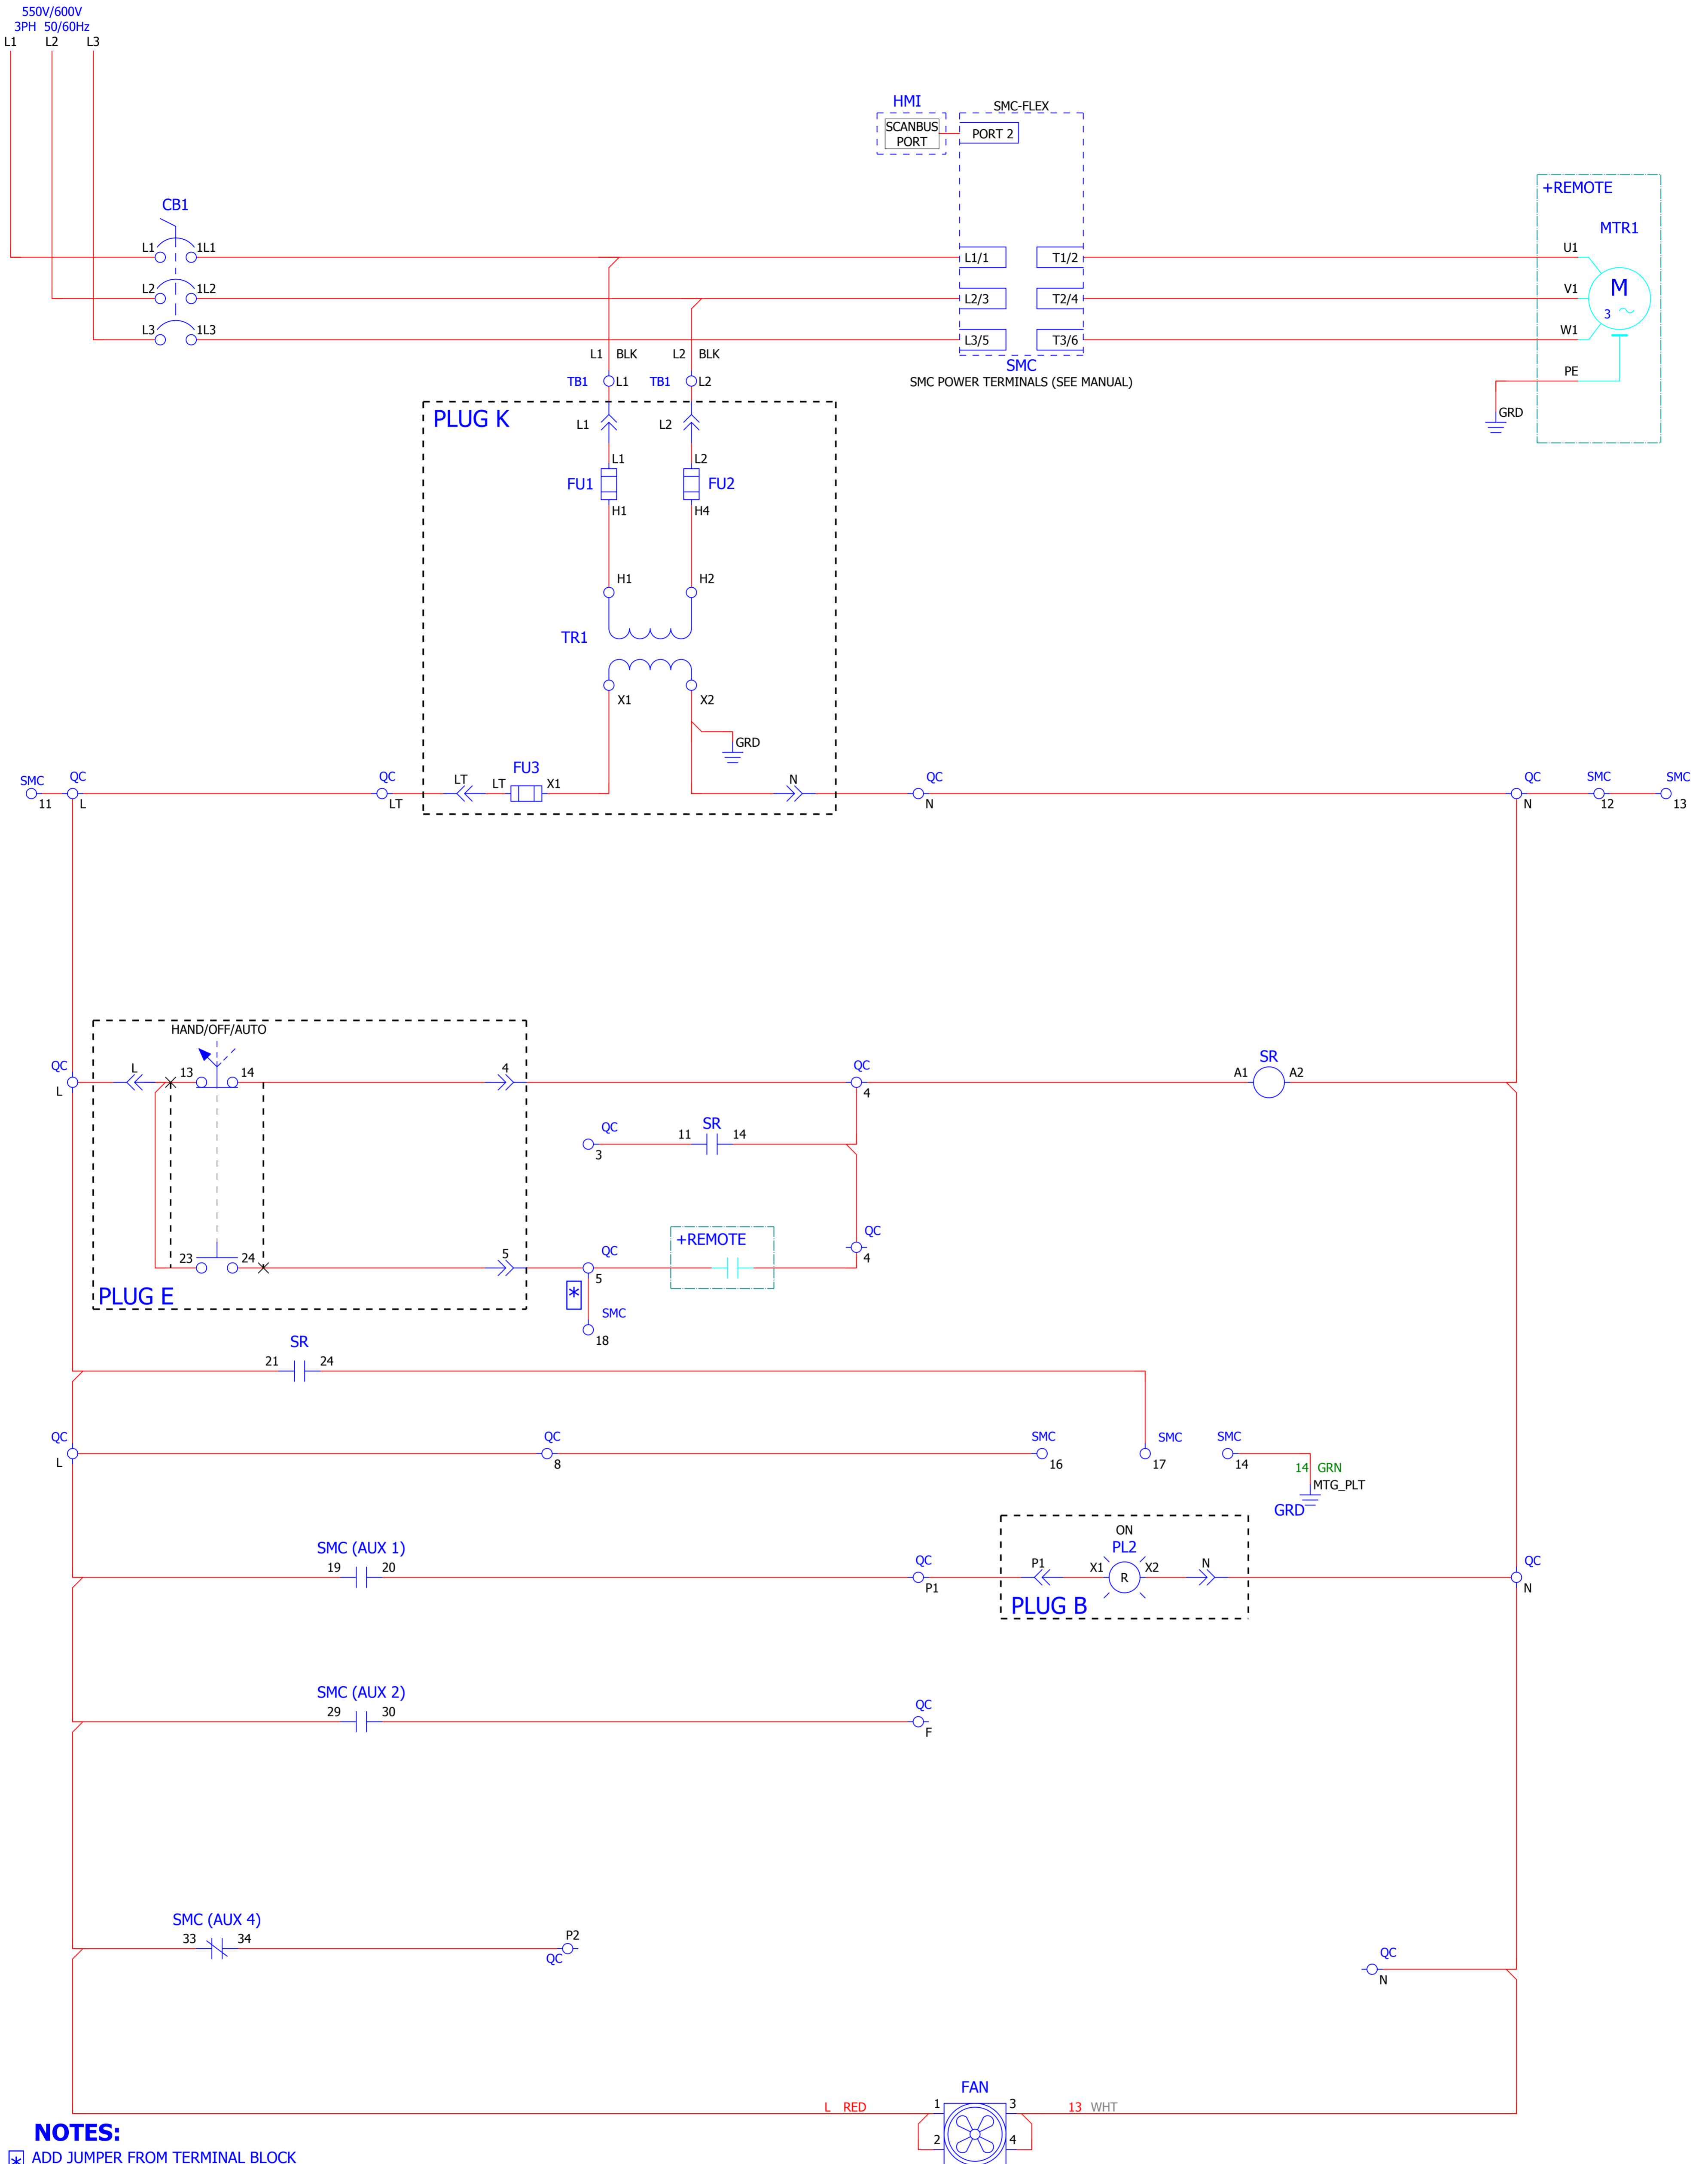 550V/600V
3PH 50/60Hz
L1 L2 L3
HMI
SCANBUS
PORT
SMC-FLEX
PORT 2
+REMOTE
MTR1
CB1
L1 1L1
L2 1L2
L3 1L3
L1/1 T1/2
L2/3 T2/4
L3/5 T3/6
U1
V1
W1
PE
M
3
GRD
SMC
SMC POWER TERMINALS (SEE MANUAL)
L1 BLK L2 BLK
TB1 L1 TB1 L2
PLUG K
L1 L2
L1 L2
FU1 FU2
H1 H4
H1 H2
TR1
X1 X2
GRD
SMC
11
QC
L
QC
LT
LT
FU3
LT X1
N
QC
N
QC
N
SMC
12
SMC
13
HAND/OFF/AUTO
QC
L
L
13 14
4
QC
4
SR
A1 A2
QC
3
SR
11 14
23 24
5
QC
5
+REMOTE
QC
4
PLUG E
*
SMC
18
SR
21 24
QC
L
QC
8
SMC
16
SMC
17
SMC
14
14 GRN
MTG_PLT
GRD
SMC (AUX 1)
19 20
QC
P1
ON
PL2
P1
X1 R X2
N
PLUG B
QC
N
SMC (AUX 2)
29 30
QC
F
SMC (AUX 4)
33 34
P2
QC
QC
N
FAN
L RED
1 3
13 WHT
2 4
NOTES:
* ADD JUMPER FROM TERMINAL BLOCK